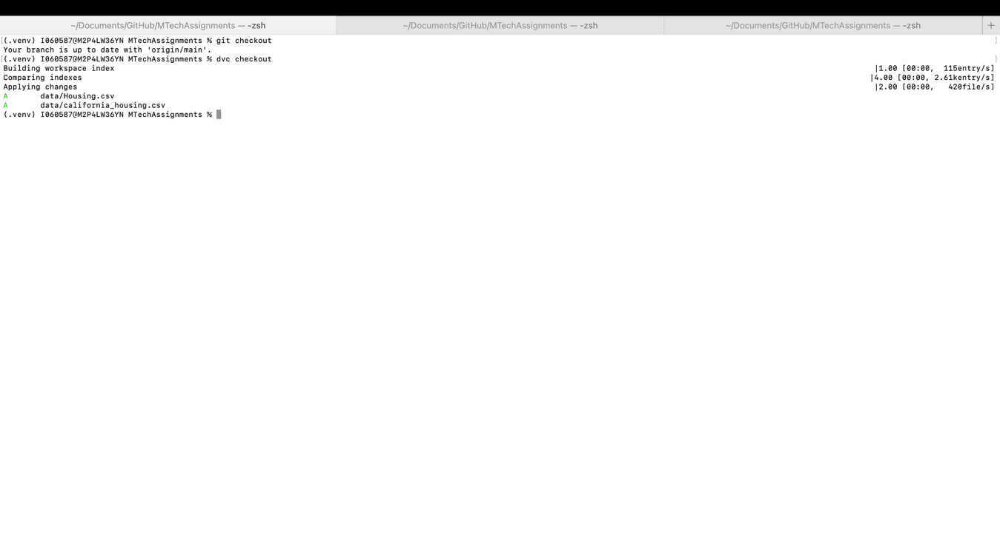 ~/Documents/GitHub/MTechAssignments — -zsh
~/Documents/GitHub/MTechAssignments — -zsh
~/Documents/GitHub/MTechAssignments — -zsh
+
[(.venv) I060587@M2P4LW36YN MTechAssignments % git checkout ]
Your branch is up to date with 'origin/main'.
[(.venv) I060587@M2P4LW36YN MTechAssignments % dvc checkout ]
Building workspace index |1.00 [00:00, 115entry/s]
Comparing indexes |4.00 [00:00, 2.61kentry/s]
Applying changes |2.00 [00:00, 420file/s]
A data/Housing.csv
A data/california_housing.csv
(.venv) I060587@M2P4LW36YN MTechAssignments %